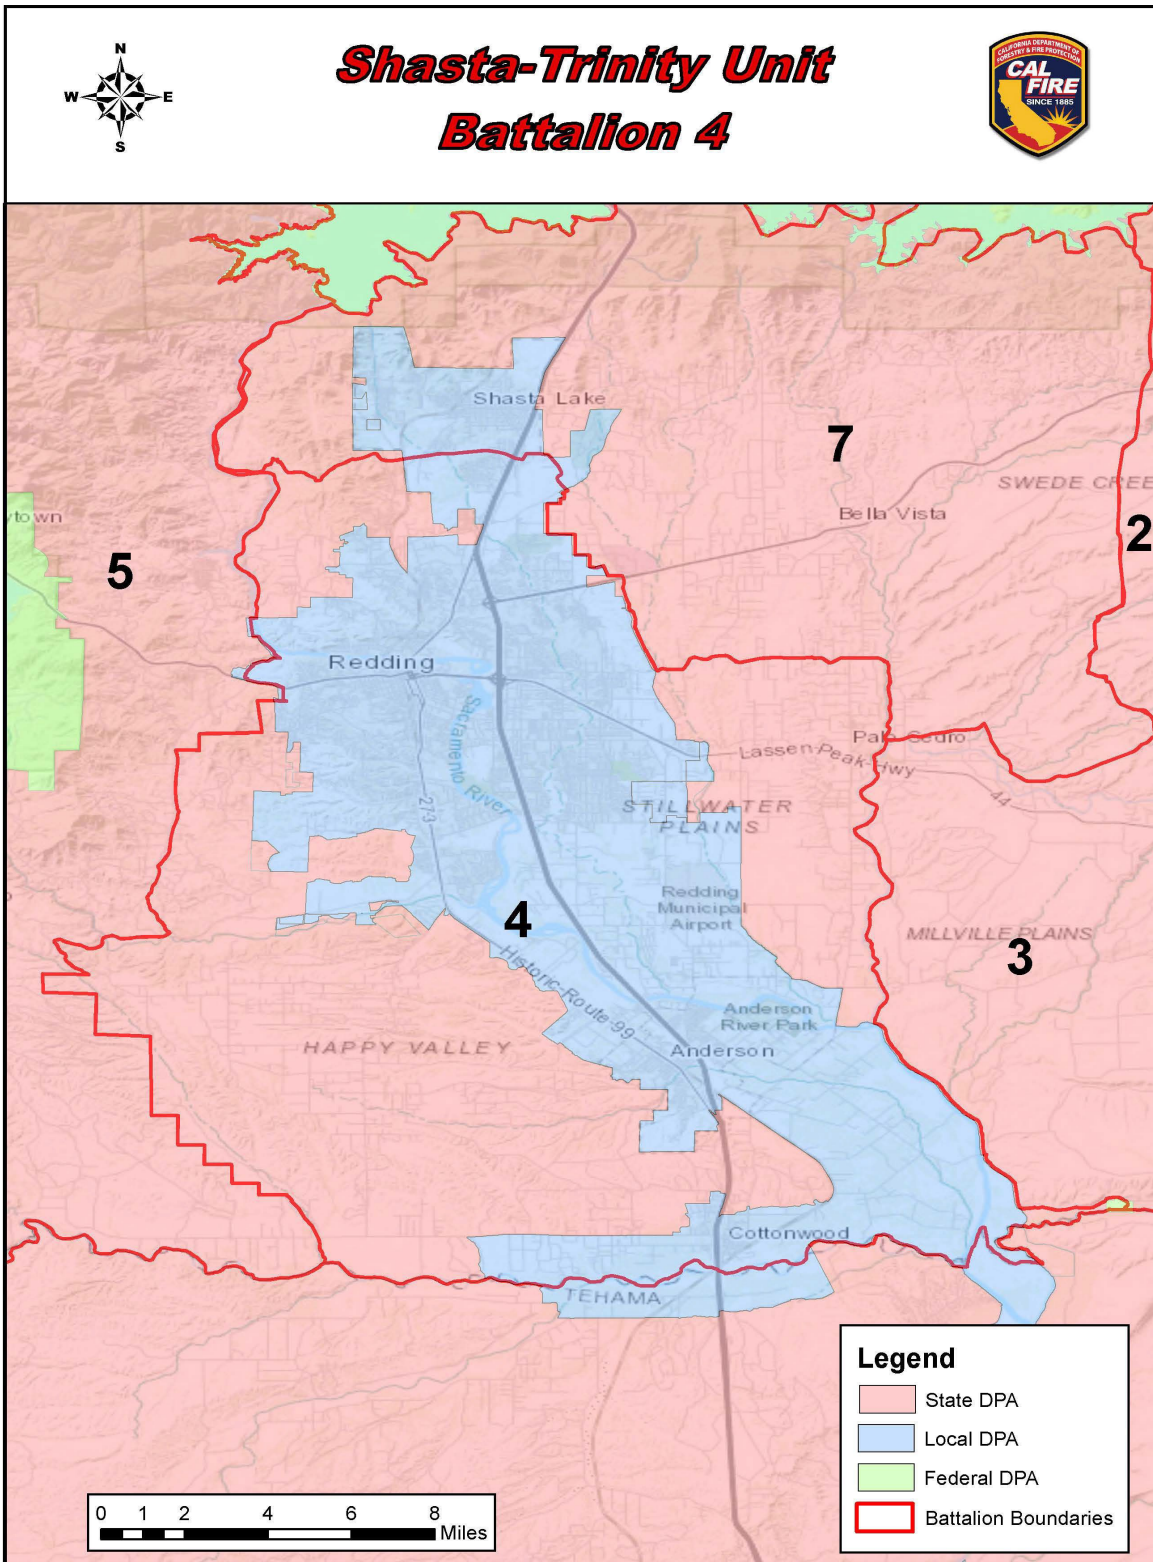 N
W E
S
Shasta-Trinity Unit
Battalion 4
CALIFORNIA DEPARTMENT OF
FORESTRY & FIRE PROTECTION
CAL
FIRE
SINCE 1885
Shasta Lake
7
SWEDE CREE
Bella Vista
ytown
2
5
Redding
Sacramento River
Palo Cedro
Lassen-Peak-Hwy
44
273
STILLWATER
PLAINS
Redding
Municipal
Airport
4
MILLVILLE PLAINS
3
Historic-Route-99
Anderson
River Park
HAPPY VALLEY
Anderson
Cottonwood
TEHAMA
Legend
State DPA
Local DPA
Federal DPA
Battalion Boundaries
0 1 2 4 6 8
Miles